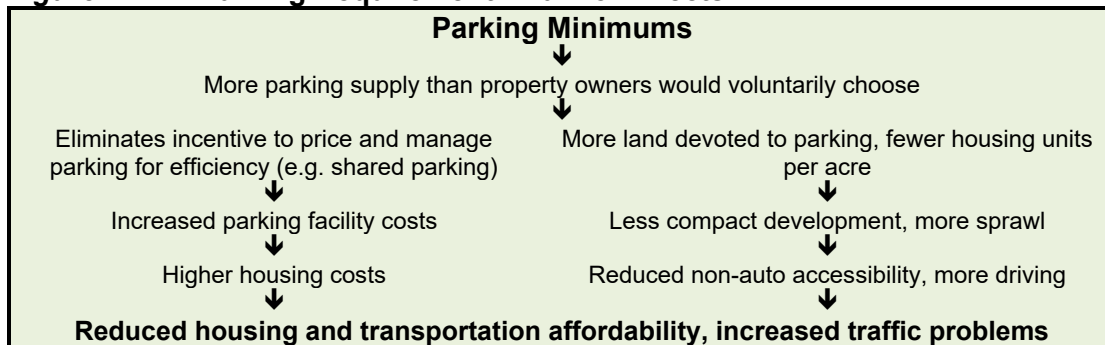 Parking Minimums
🡻
More parking supply than property owners would voluntarily choose
🡻
Eliminates incentive to price and manage
parking for efficiency (e.g. shared parking)
🡻
Increased parking facility costs
🡻
Higher housing costs
🡻
More land devoted to parking, fewer housing units
per acre
🡻
Less compact development, more sprawl
🡻
Reduced non-auto accessibility, more driving
🡻
Reduced housing and transportation affordability, increased traffic problems